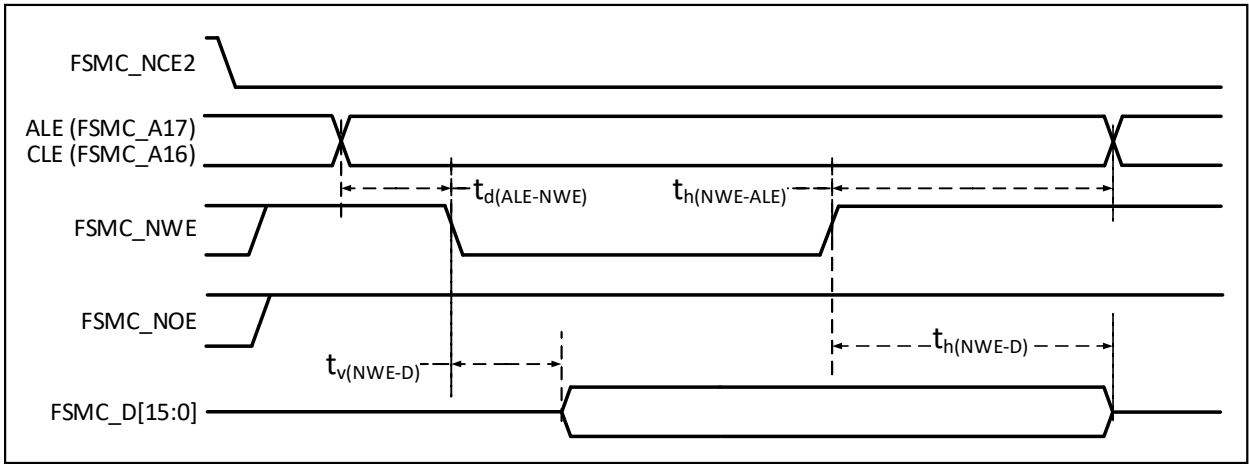 FSMC_NCE2
ALE (FSMC_A17)
CLE (FSMC_A16)
td(ALE-NWE)
th(NWE-ALE)
FSMC_NWE
FSMC_NOE
th(NWE-D)
tv(NWE-D)
FSMC_D[15:0]